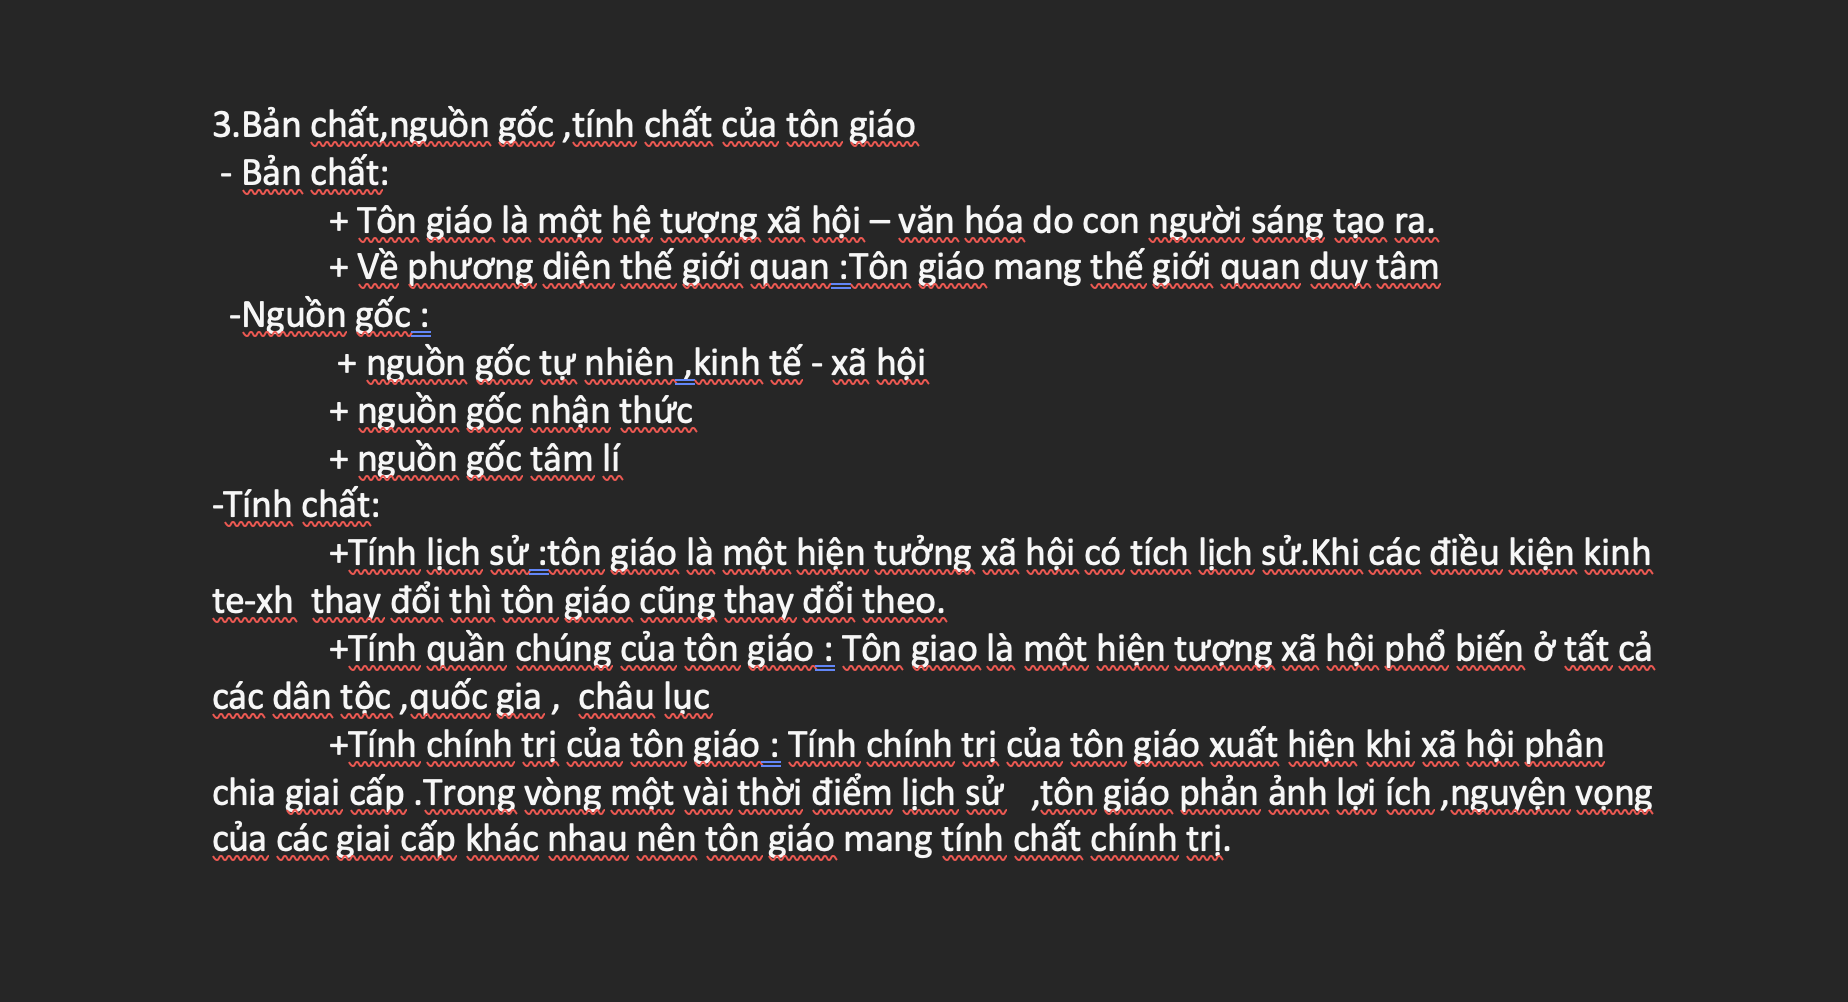 3.Bản chất,nguồn gốc ,tính chất của tôn giáo
- Bản chất:
+ Tôn giáo là một hệ tượng xã hội – văn hóa do con người sáng tạo ra.
+ Về phương diện thế giới quan :Tôn giáo mang thế giới quan duy tâm
-Nguồn gốc :
+ nguồn gốc tự nhiên ,kinh tế - xã hội
+ nguồn gốc nhận thức
+ nguồn gốc tâm lí
-Tính chất:
+Tính lịch sử :tôn giáo là một hiện tưởng xã hội có tích lịch sử.Khi các điều kiện kinh
te-xh  thay đổi thì tôn giáo cũng thay đổi theo.
+Tính quần chúng của tôn giáo : Tôn giao là một hiện tượng xã hội phổ biến ở tất cả
các dân tộc ,quốc gia ,  châu lục
+Tính chính trị của tôn giáo : Tính chính trị của tôn giáo xuất hiện khi xã hội phân
chia giai cấp .Trong vòng một vài thời điểm lịch sử   ,tôn giáo phản ảnh lợi ích ,nguyện vọng
của các giai cấp khác nhau nên tôn giáo mang tính chất chính trị.